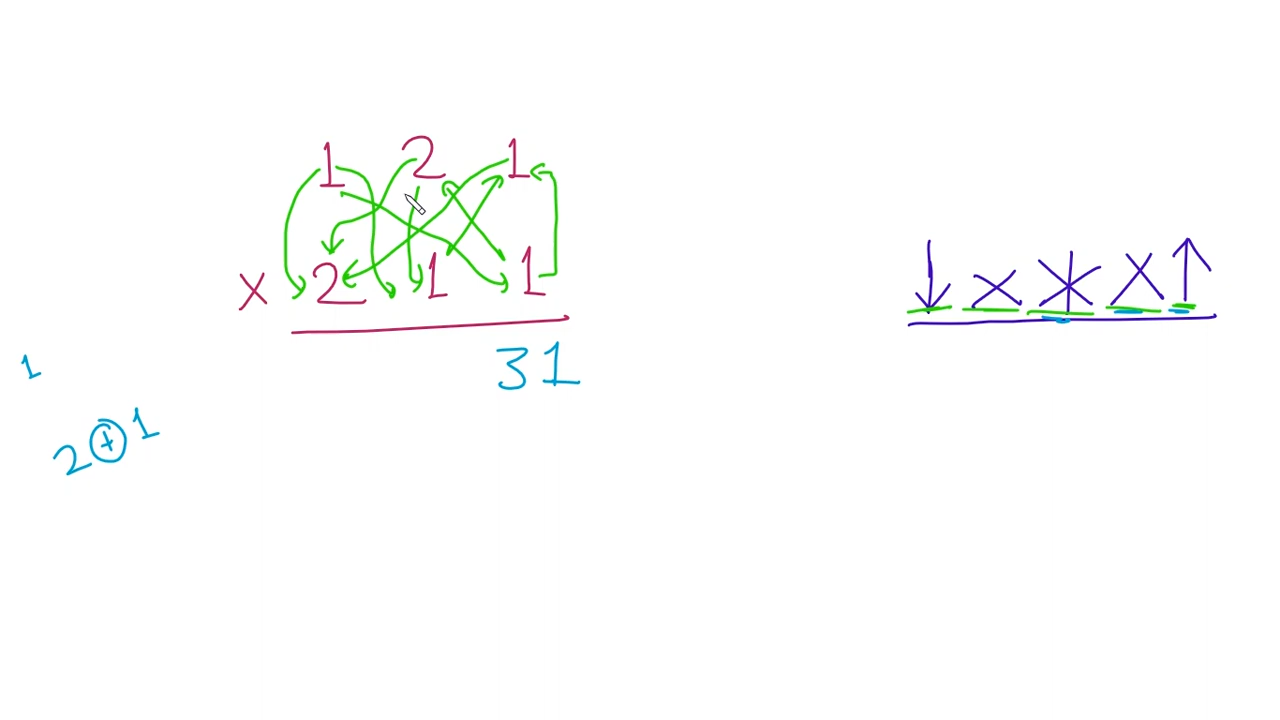 1 2 1
x 2 1 1
31
1
2 + 1